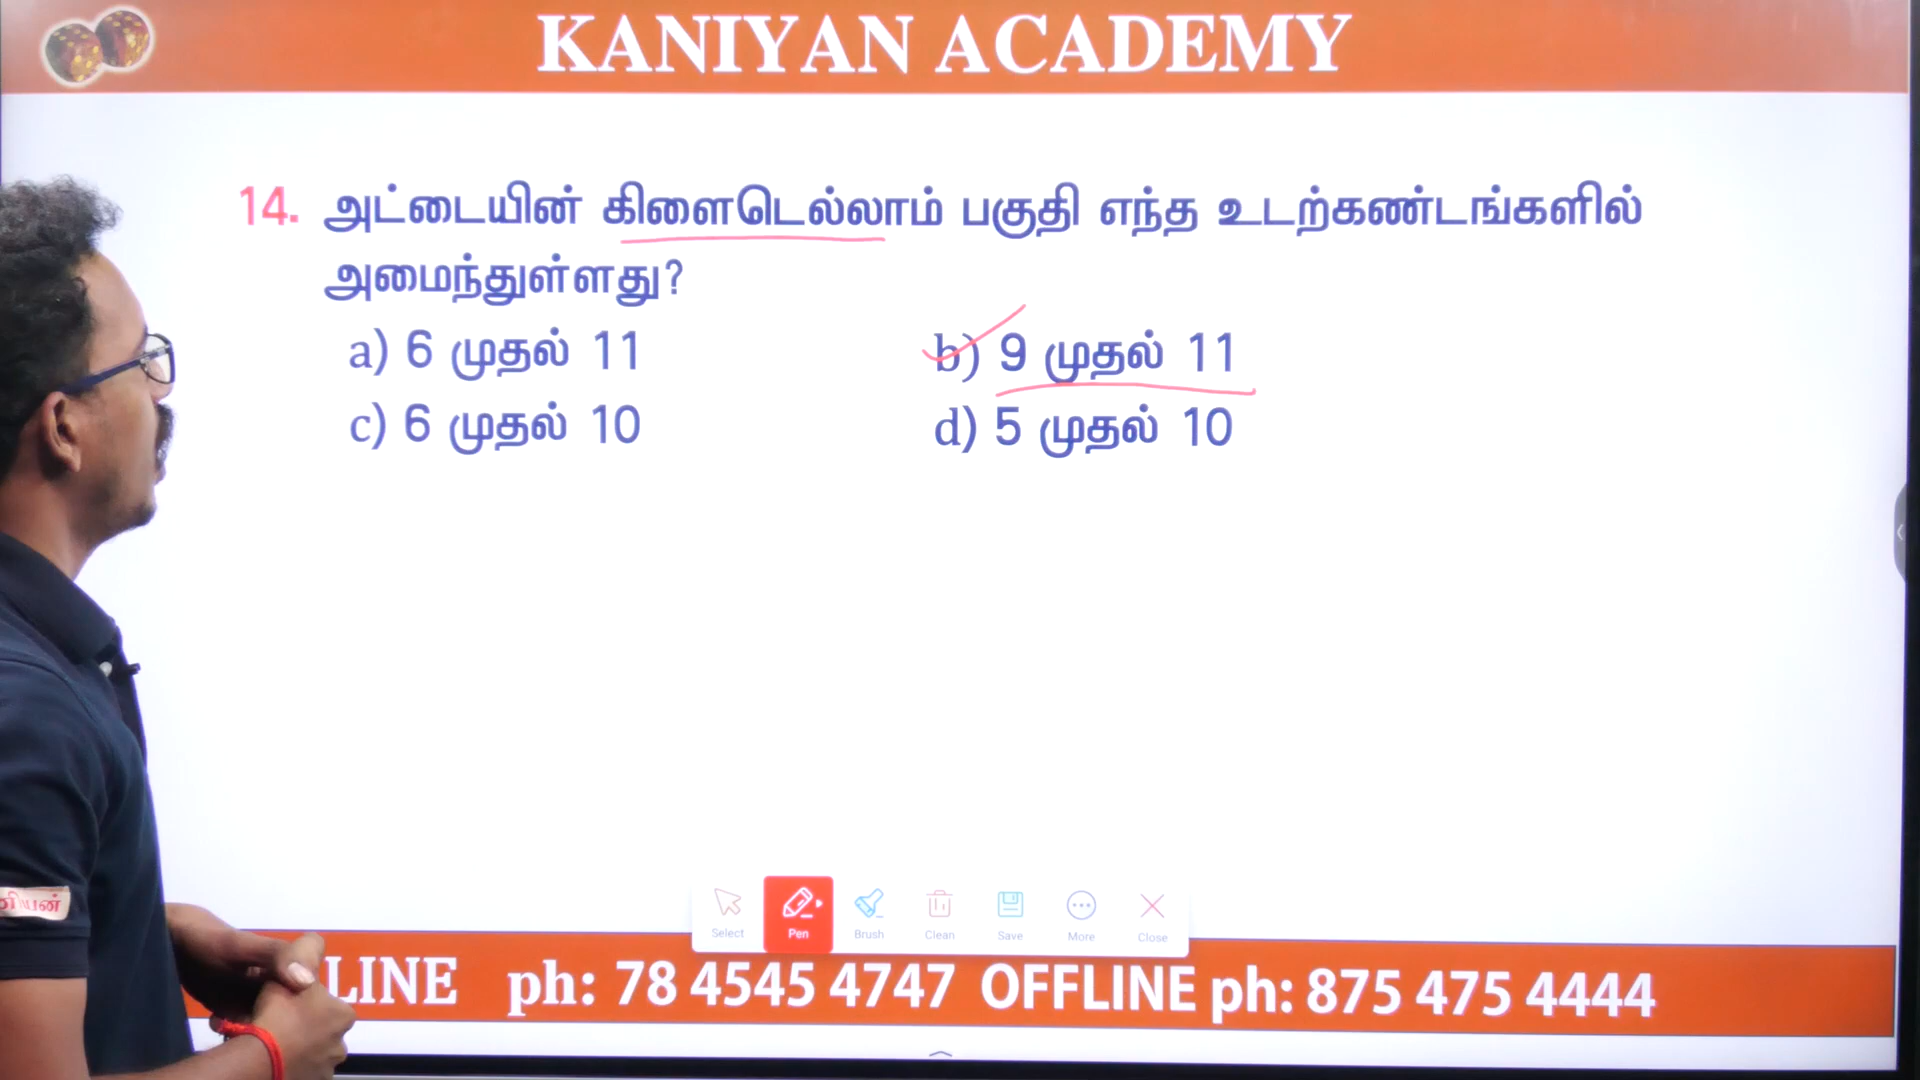 KANIYAN ACADEMY
14. அட்டையின் கிளைடெல்லாம் பகுதி எந்த உடற்கண்டங்களில்
அமைந்துள்ளது?
a) 6 முதல் 11
b) 9 முதல் 11
c) 6 முதல் 10
d) 5 முதல் 10
Select
Pen
Brush
Clean
Save
More
Close
LINE ph: 78 4545 4747 OFFLINE ph: 875 475 4444